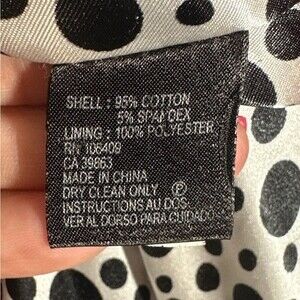 SHELL : 95% COTTON
5% SPANDEX
LINING : 100% POLYESTER
RN 106409
CA 39863
MADE IN CHINA
DRY CLEAN ONLY Ⓟ
INSTRUCTIONS AU DOS.
VER AL DORSO PARA CUIDADO.